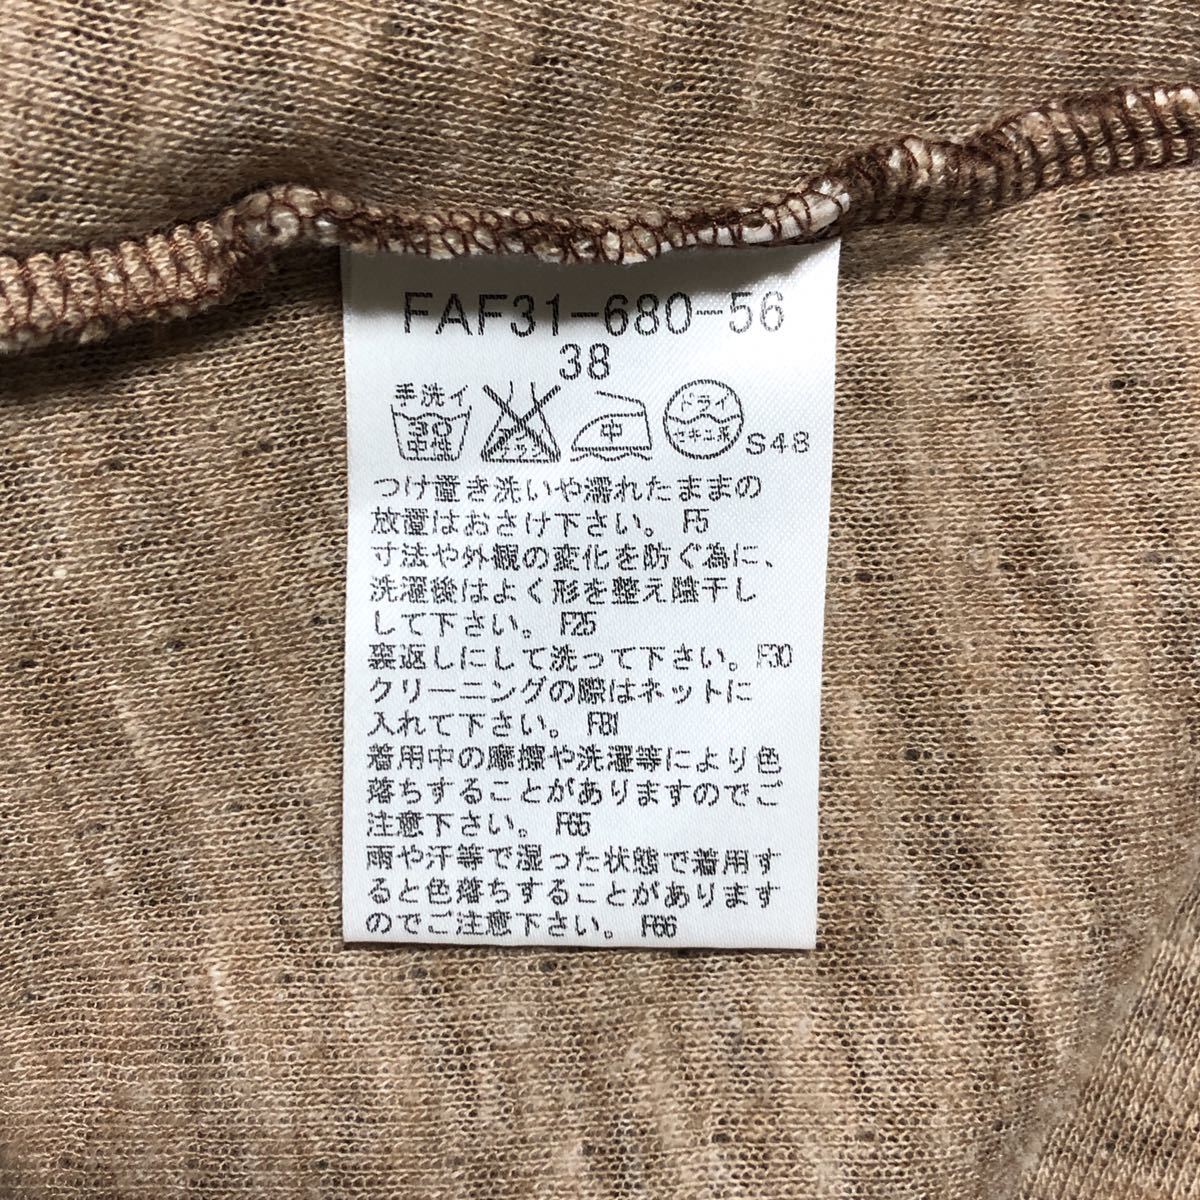 FAF31-680-56
38
手洗イ
30
中性
中
ドライ
セキユ系
S48
つけ置き洗いや濡れたままの
放置はおさけ下さい。 F5
寸法や外観の変化を防ぐ為に、
洗濯後はよく形を整え陰干し
して下さい。 F25
裏返しにして洗って下さい。F30
クリーニングの際はネットに
入れて下さい。 F81
着用中の摩擦や洗濯等により色
落ちすることがありますのでご
注意下さい。 F65
雨や汗等で湿った状態で着用す
ると色落ちすることがあります
のでご注意下さい。 F66